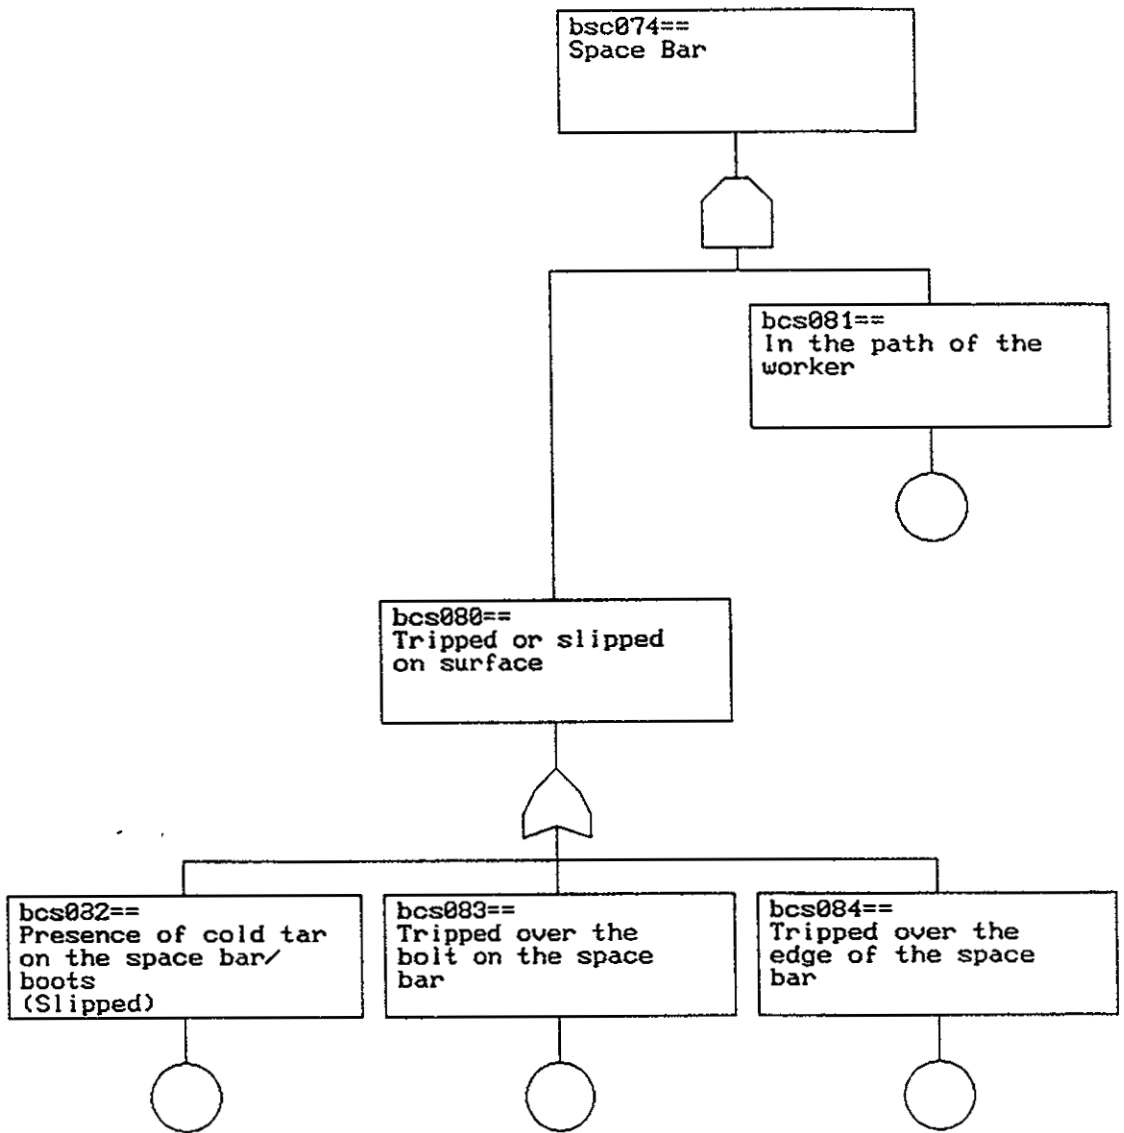 bsc074==
Space Bar
bcs081==
In the path of the
worker
bcs080==
Tripped or slipped
on surface
bcs082==
Presence of cold tar
on the space bar/
boots
(Slipped)
bcs083==
Tripped over the
bolt on the space
bar
bcs084==
Tripped over the
edge of the space
bar